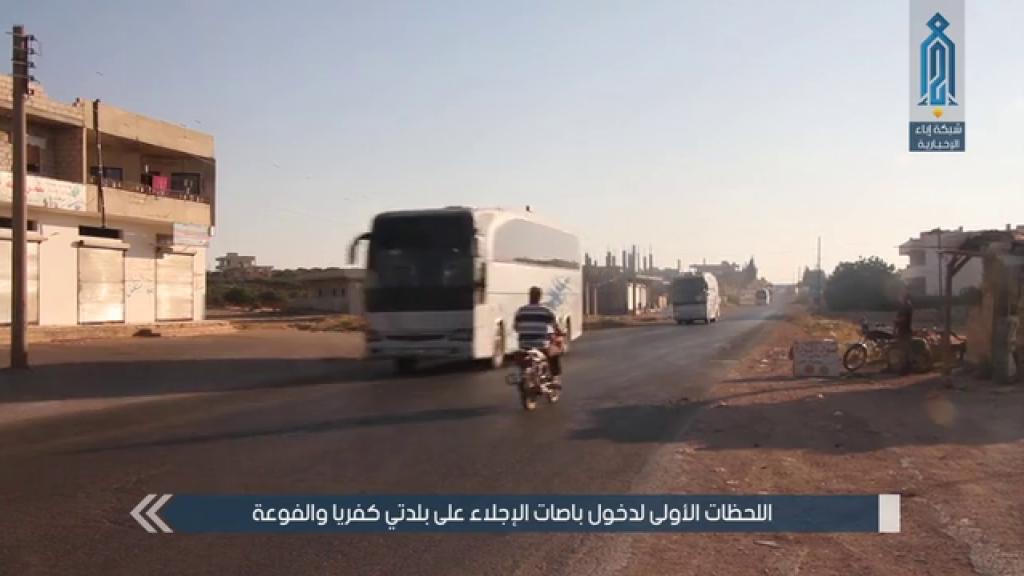 شبكة إباء
الإخبارية
اللحظات الأولى لدخول باصات الإجلاء على بلدتي كفريا والفوعة